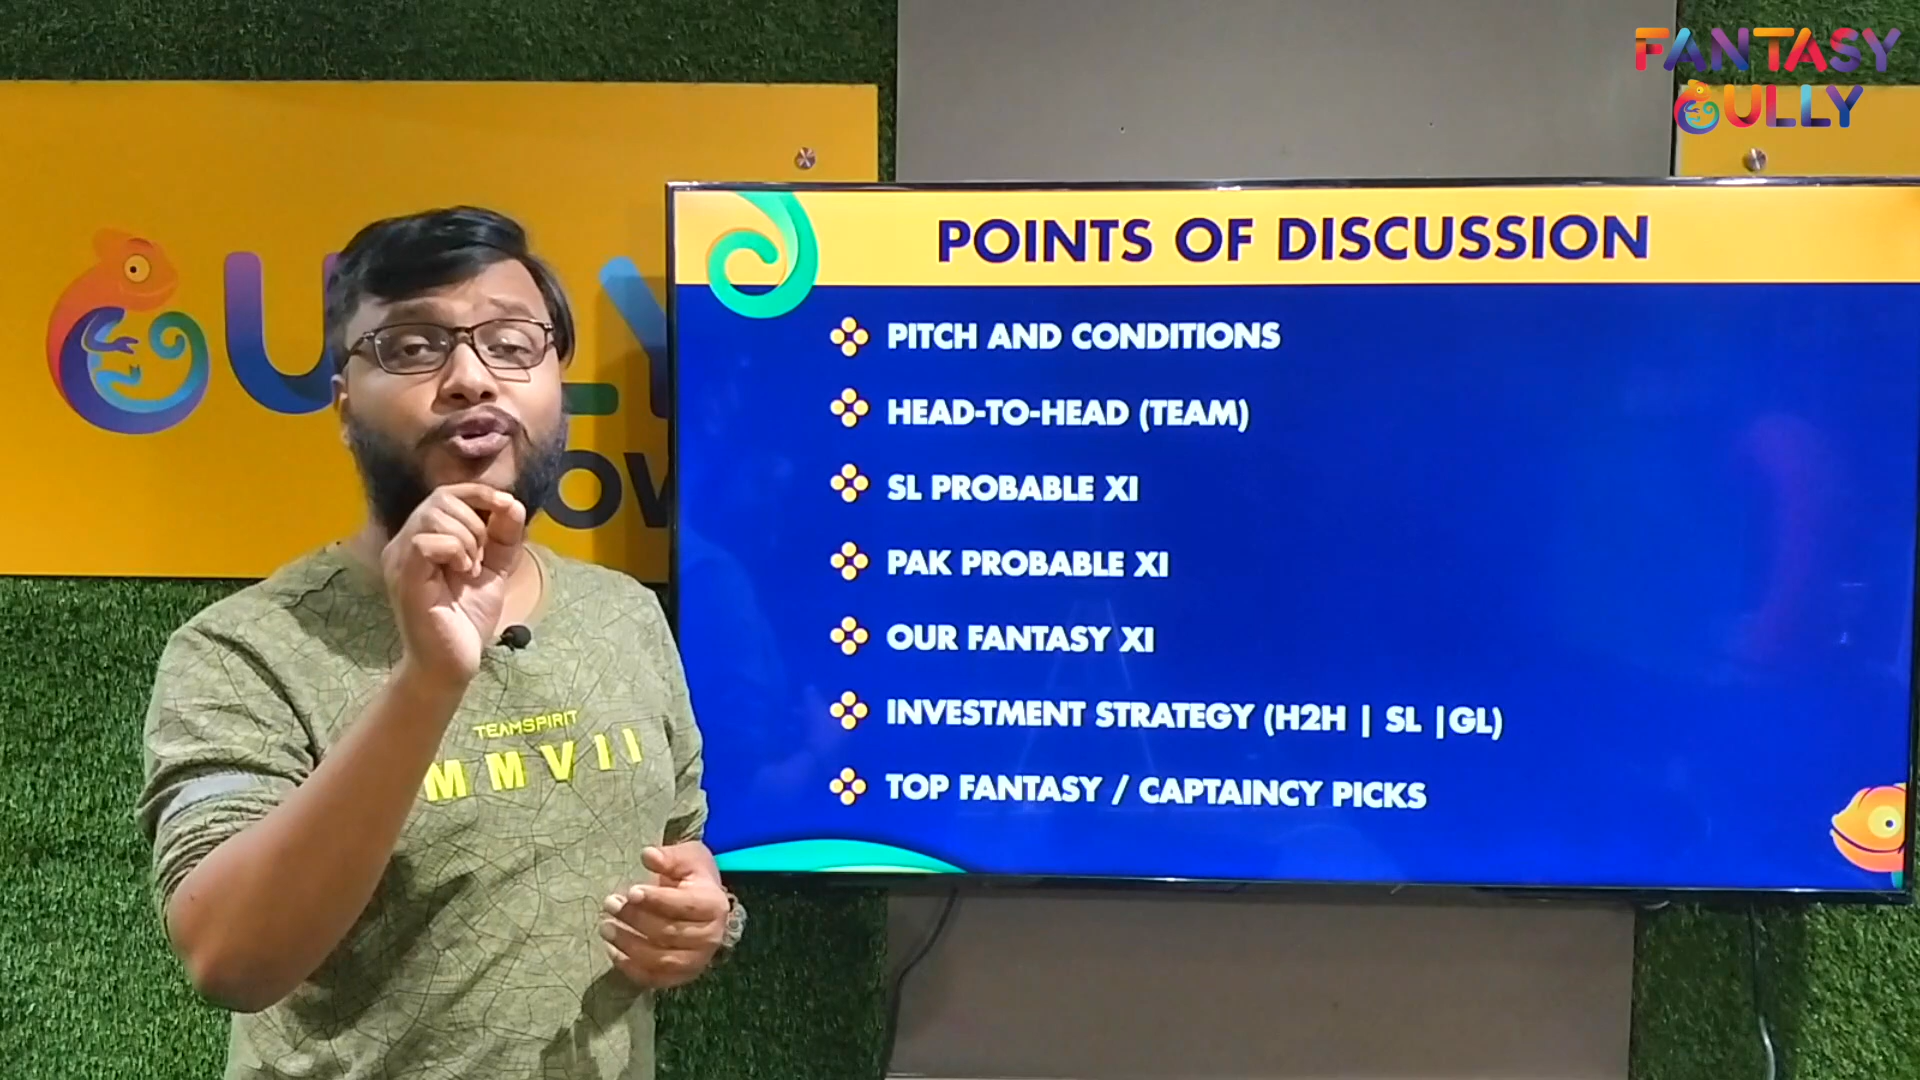 FANTASY
GULLY
POINTS OF DISCUSSION
PITCH AND CONDITIONS
HEAD-TO-HEAD (TEAM)
SL PROBABLE XI
PAK PROBABLE XI
OUR FANTASY XI
INVESTMENT STRATEGY (H2H | SL |GL)
TOP FANTASY / CAPTAINCY PICKS
TEAMSPIRIT
MMVII